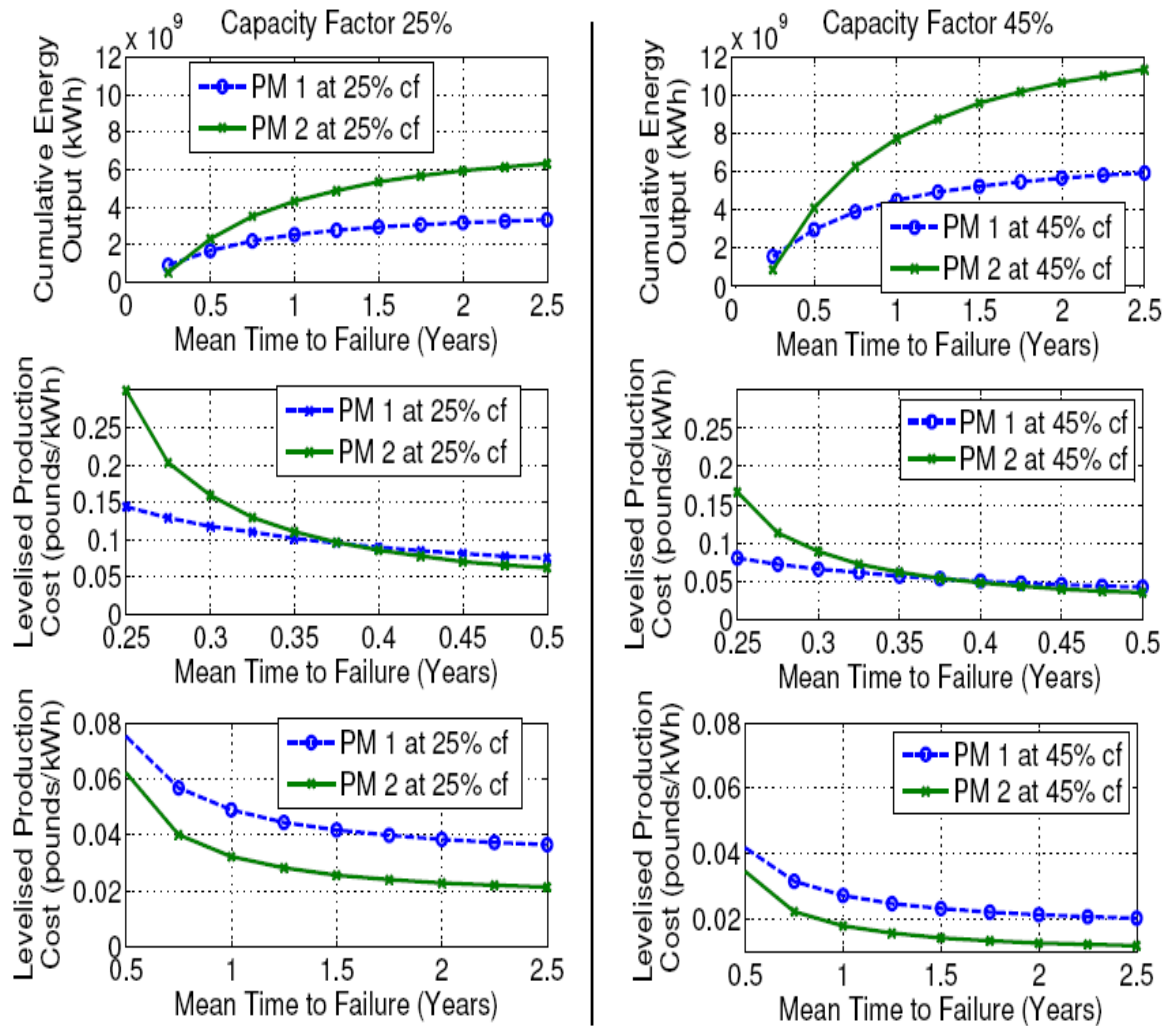 Capacity Factor 25%
x 10^9
Cumulative Energy
Output (kWh)
12
10
8
6
4
2
0
PM 1 at 25% cf
PM 2 at 25% cf
0 0.5 1 1.5 2 2.5
Mean Time to Failure (Years)
Levelised Production
Cost (pounds/kWh)
0.25
0.2
0.15
0.1
0.05
0
PM 1 at 25% cf
PM 2 at 25% cf
0.25 0.3 0.35 0.4 0.45 0.5
Mean Time to Failure (Years)
Levelised Production
Cost (pounds/kWh)
0.08
0.06
0.04
0.02
0
PM 1 at 25% cf
PM 2 at 25% cf
0.5 1 1.5 2 2.5
Mean Time to Failure (Years)
Capacity Factor 45%
x 10^9
Cumulative Energy
Output (kWh)
12
10
8
6
4
2
0
PM 1 at 45% cf
PM 2 at 45% cf
0 0.5 1 1.5 2 2.5
Mean Time to Failure (Years)
Levelised Production
Cost (pounds/kWh)
0.25
0.2
0.15
0.1
0.05
0
PM 1 at 45% cf
PM 2 at 45% cf
0.25 0.3 0.35 0.4 0.45 0.5
Mean Time to Failure (Years)
Levelised Production
Cost (pounds/kWh)
0.08
0.06
0.04
0.02
PM 1 at 45% cf
PM 2 at 45% cf
0.5 1 1.5 2 2.5
Mean Time to Failure (Years)